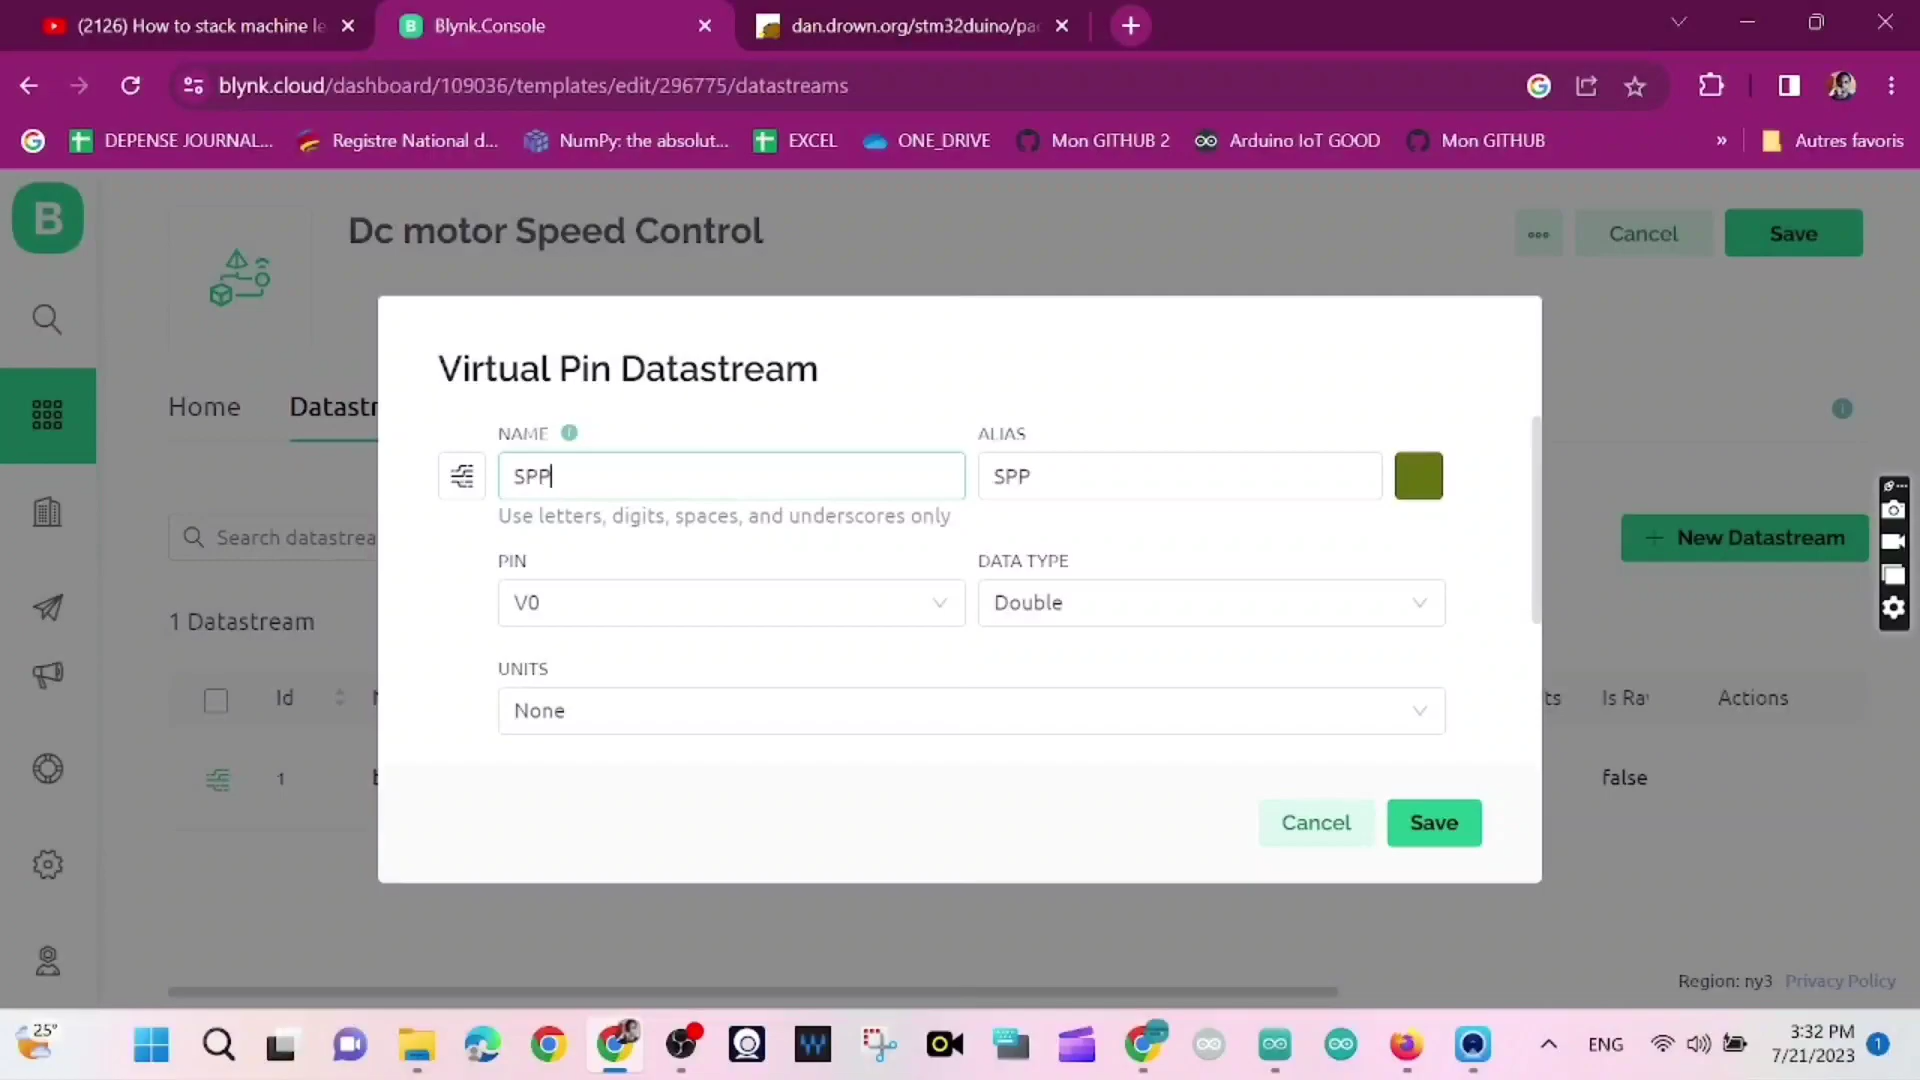 (2126) How to stack machine le
Blynk.Console
dan.drown.org/stm32duino/pac
blynk.cloud/dashboard/109036/templates/edit/296775/datastreams
DEPENSE JOURNAL...
Registre National d...
NumPy: the absolut...
EXCEL
ONE_DRIVE
Mon GITHUB 2
Arduino IoT GOOD
Mon GITHUB
»
Autres favoris
B
Dc motor Speed Control
Cancel
Save
Virtual Pin Datastream
Home
Datastr
NAME
ALIAS
SPP
SPP
Use letters, digits, spaces, and underscores only
Search datastrea
+ New Datastream
PIN
DATA TYPE
V0
Double
1 Datastream
UNITS
None
Id
ts
Is Ra
Actions
1
false
Cancel
Save
Region: ny3
Privacy Policy
25°
ENG
3:32 PM
7/21/2023
1